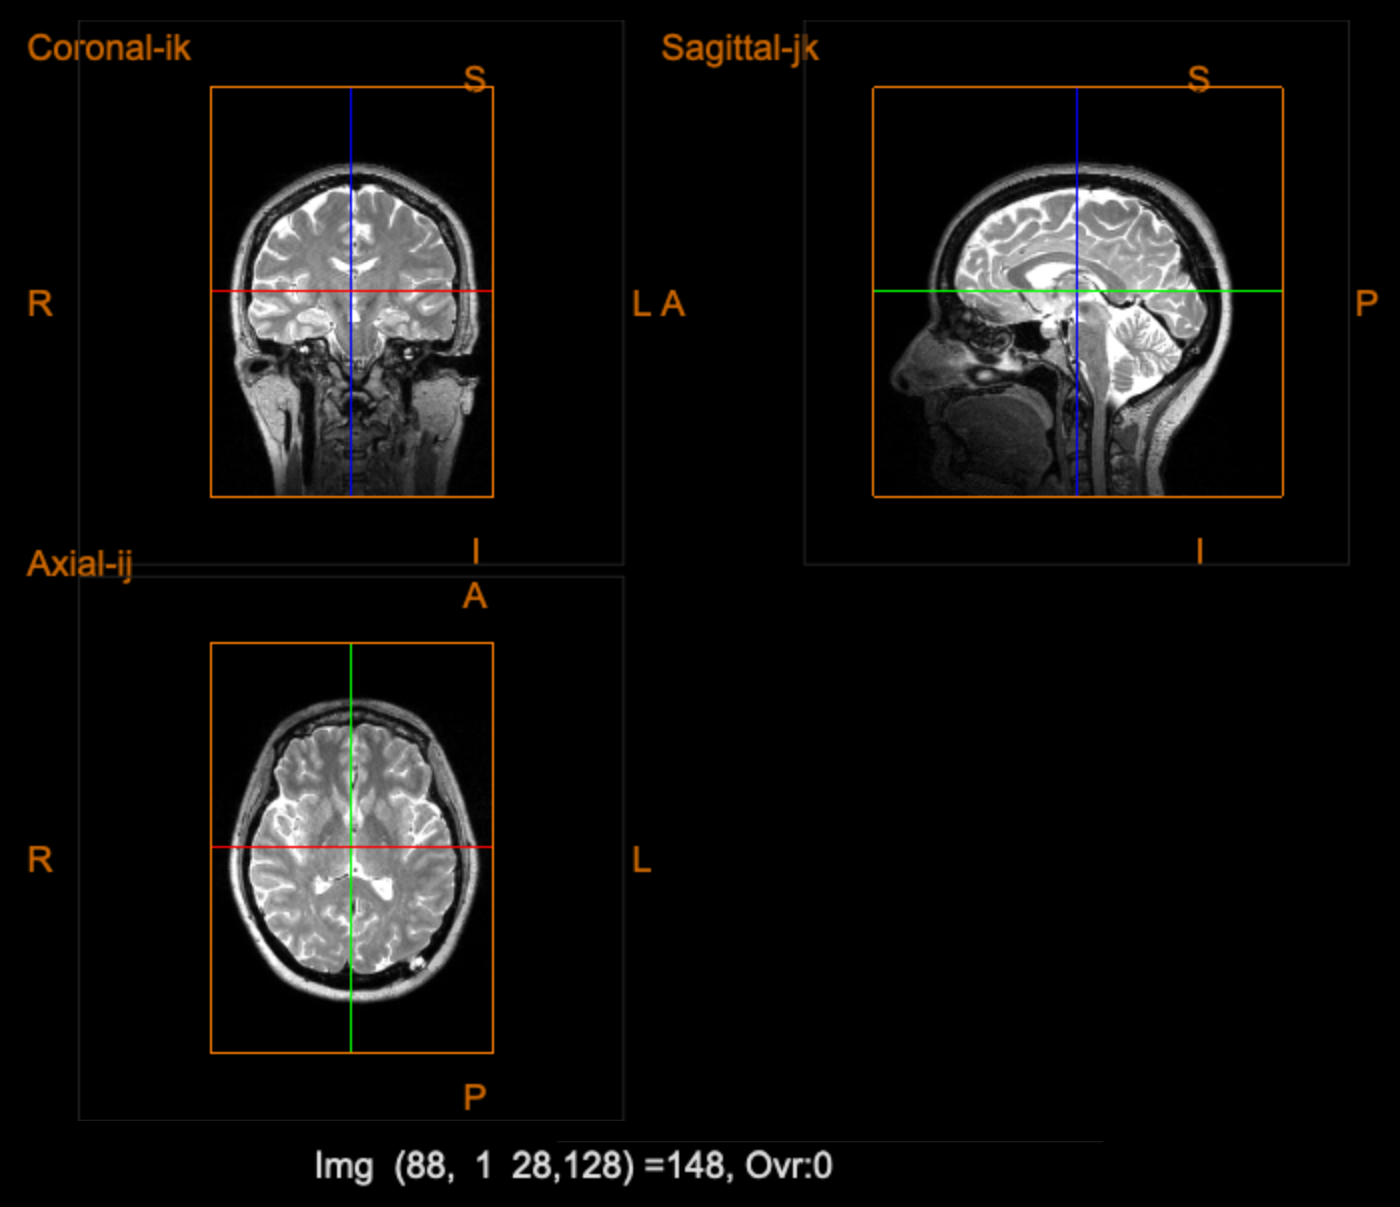 Coronal-ik
S
R
L
I
Sagittal-jk
S
A
P
I
Axial-ij
A
R
L
P
Img (88, 1 28,128) =148, Ovr:0